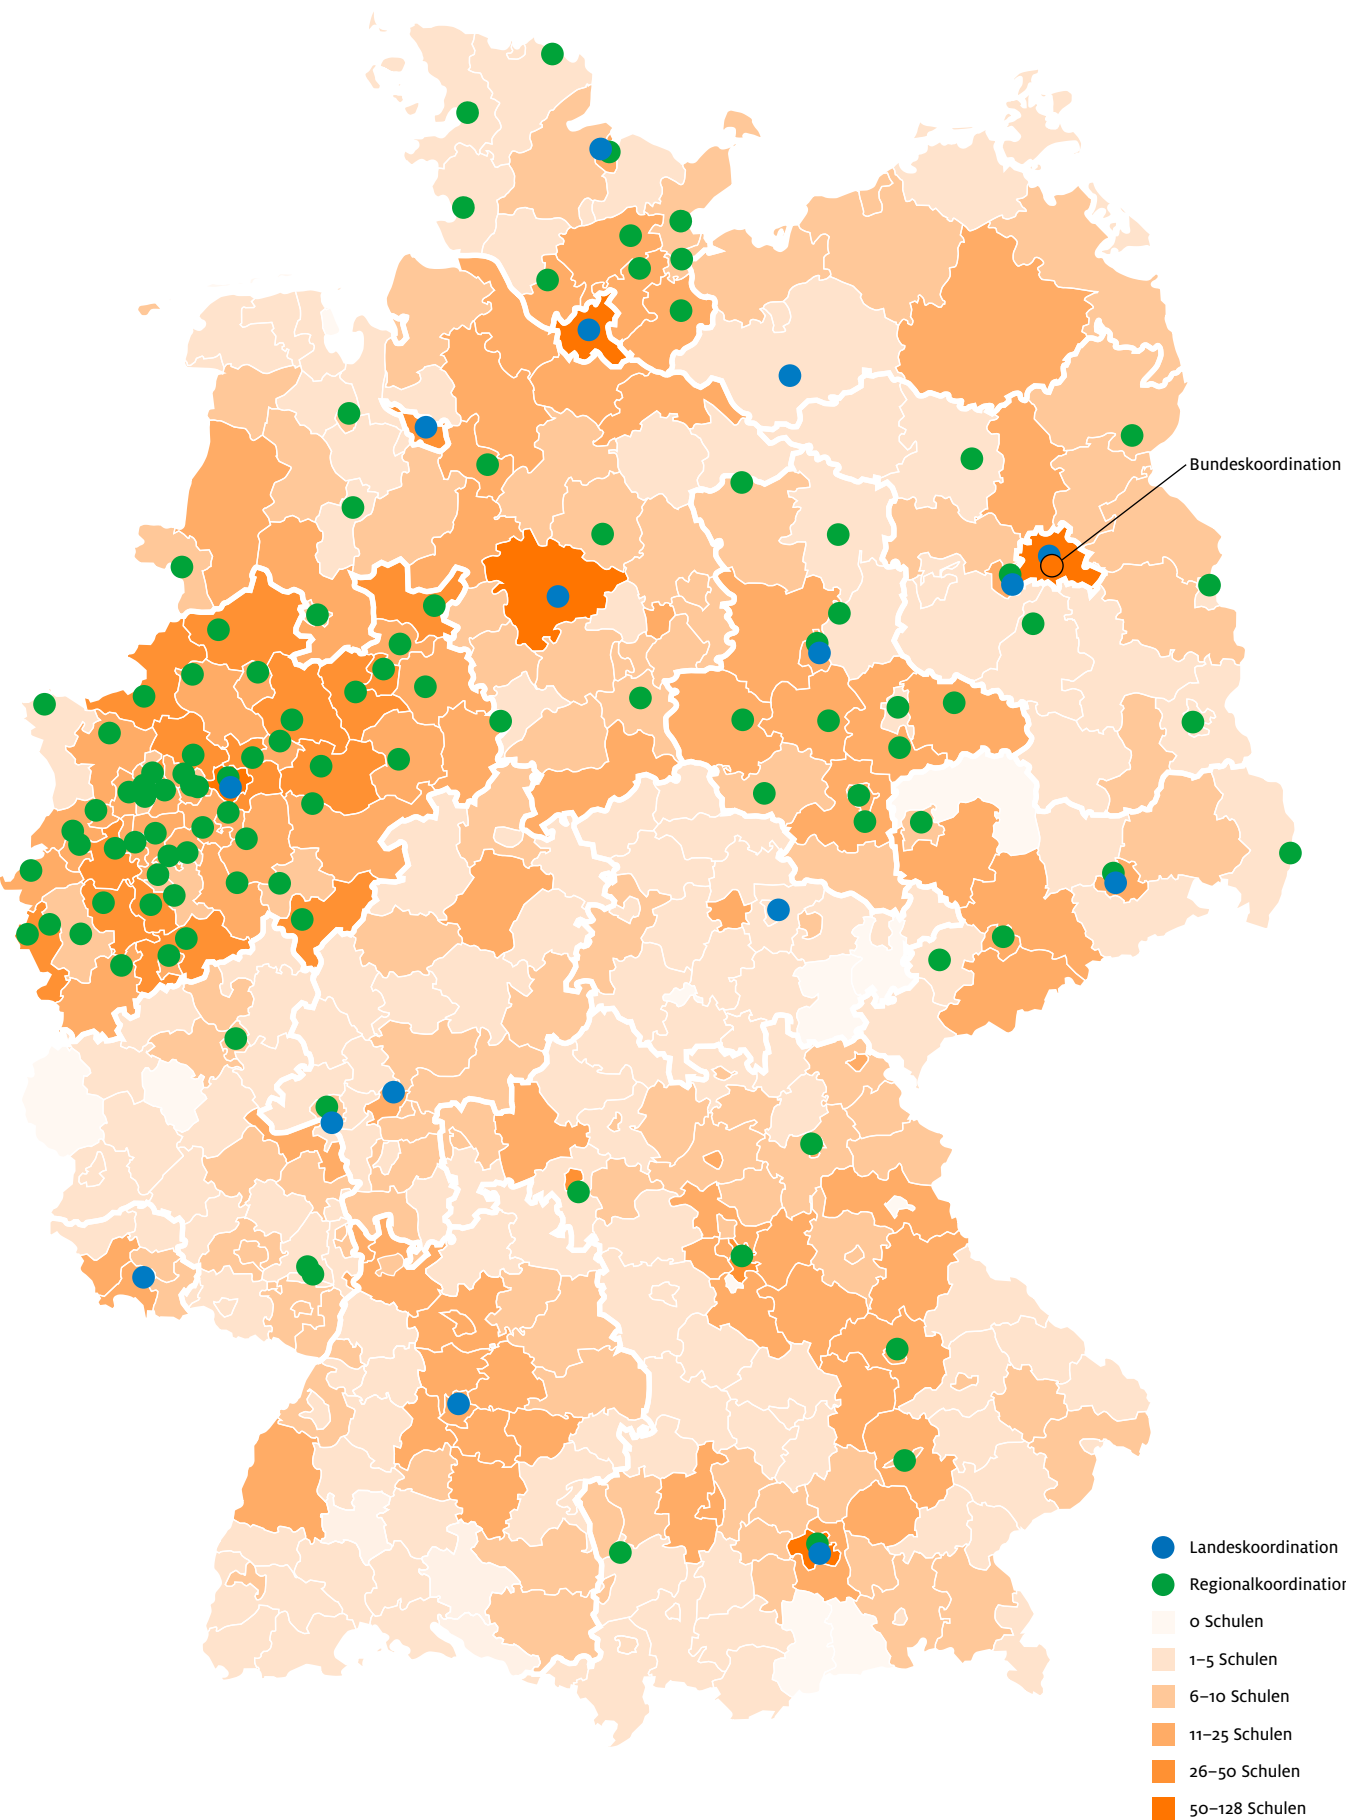 Bundeskoordination
Landeskoordination
Regionalkoordination
0 Schulen
1–5 Schulen
6–10 Schulen
11–25 Schulen
26–50 Schulen
50–128 Schulen